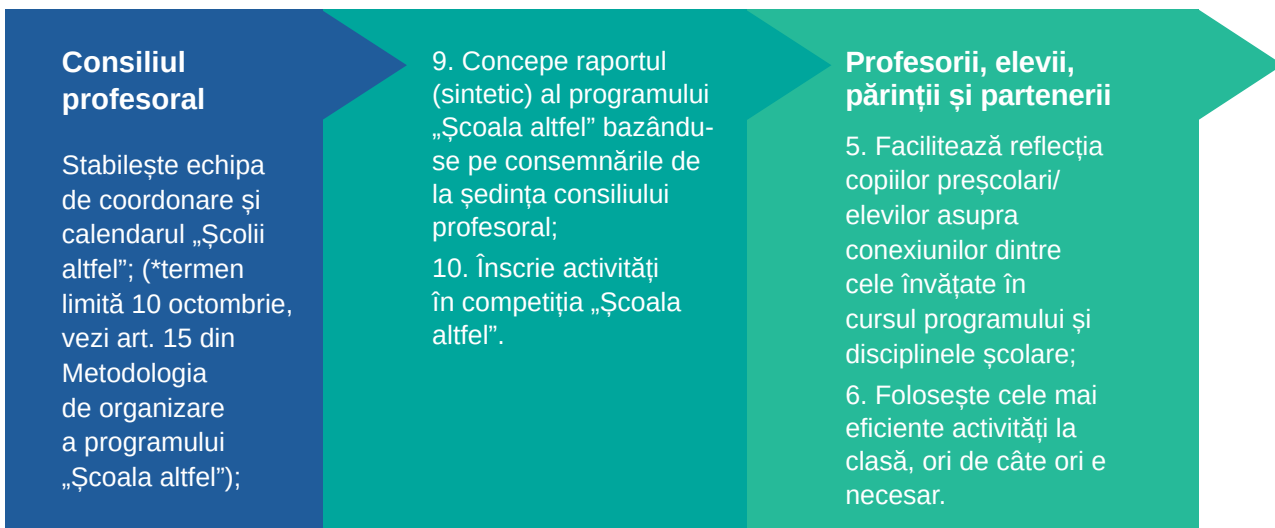 Consiliul
profesoral
Stabilește echipa
de coordonare și
calendarul „Școlii
altfel”; (*termen
limită 10 octombrie,
vezi art. 15 din
Metodologia
de organizare
a programului
„Școala altfel”);
9. Concepe raportul
(sintetic) al programului
„Școala altfel” bazându-
se pe consemnările de
la ședința consiliului
profesoral;
10. Înscrie activități
în competiția „Școala
altfel”.
Profesorii, elevii,
părinții și partenerii
5. Facilitează reflecția
copiilor preșcolari/
elevilor asupra
conexiunilor dintre
cele învățate în
cursul programului și
disciplinele școlare;
6. Folosește cele mai
eficiente activități la
clasă, ori de câte ori e
necesar.